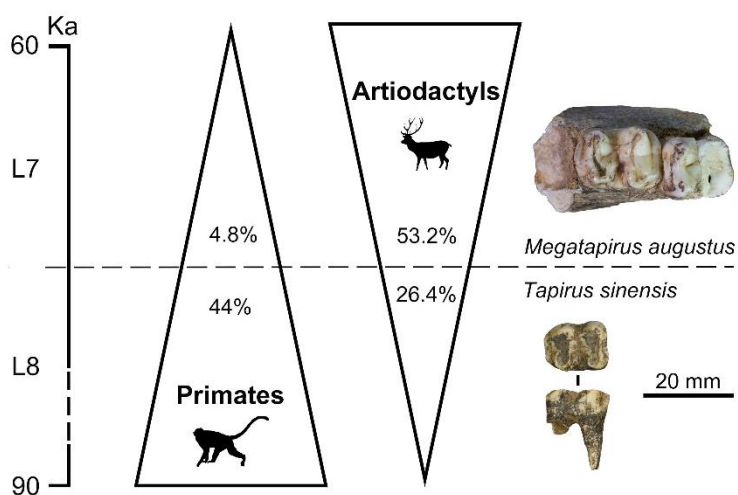 Ka
60
Artiodactyls
L7
4.8%
53.2%
Megatapirus augustus
44%
26.4%
Tapirus sinensis
L8
Primates
20 mm
90